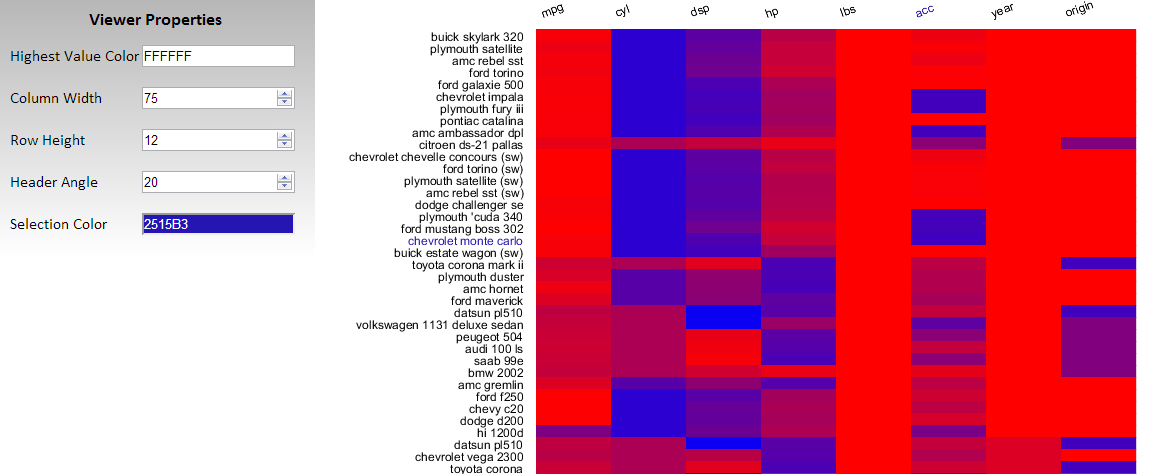 Viewer Properties
Highest Value Color FFFFFF
Column Width 75
Row Height 12
Header Angle 20
Selection Color 2515B3
mpg cyl dsp hp lbs acc year origin
buick skylark 320
plymouth satellite
amc rebel sst
ford torino
ford galaxie 500
chevrolet impala
plymouth fury iii
pontiac catalina
amc ambassador dpl
citroen ds-21 pallas
chevrolet chevelle concours (sw)
ford torino (sw)
plymouth satellite (sw)
amc rebel sst (sw)
dodge challenger se
plymouth 'cuda 340
ford mustang boss 302
chevrolet monte carlo
buick estate wagon (sw)
toyota corona mark ii
plymouth duster
amc hornet
ford maverick
datsun pl510
volkswagen 1131 deluxe sedan
peugeot 504
audi 100 ls
saab 99e
bmw 2002
amc gremlin
ford f250
chevy c20
dodge d200
hi 1200d
datsun pl510
chevrolet vega 2300
toyota corona